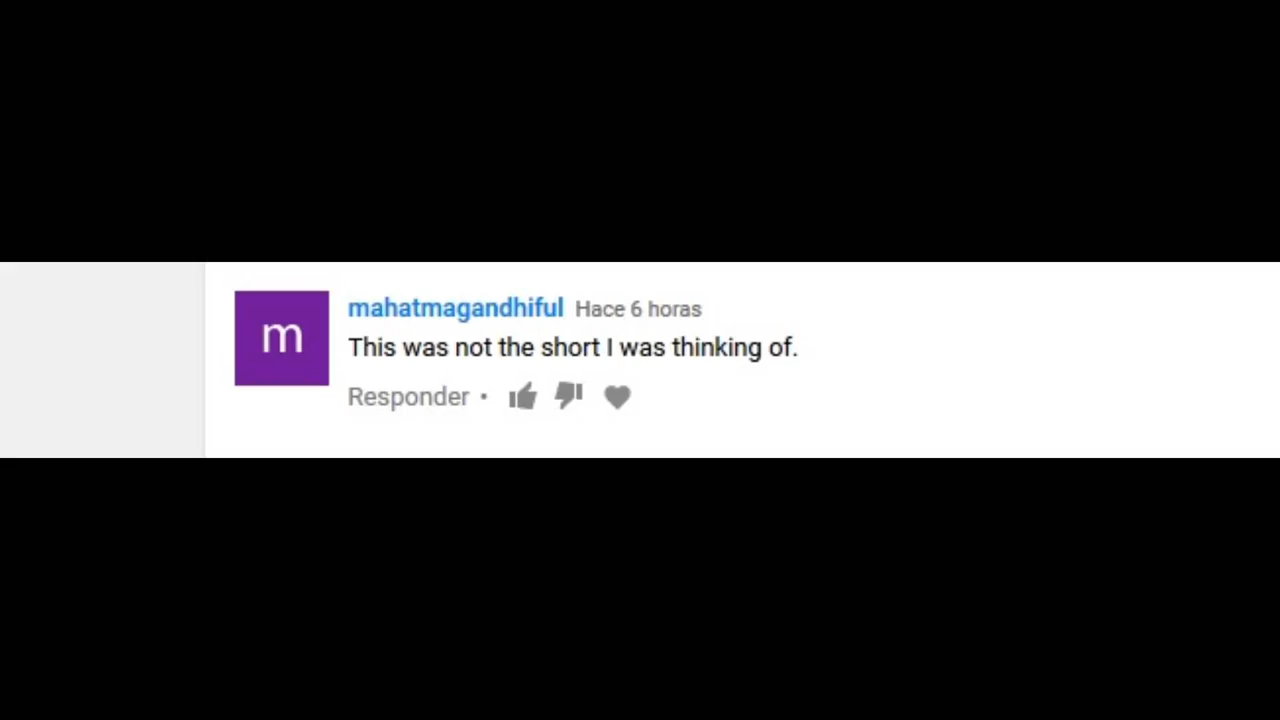 m
mahatmagandhiful Hace 6 horas
This was not the short I was thinking of.
Responder •